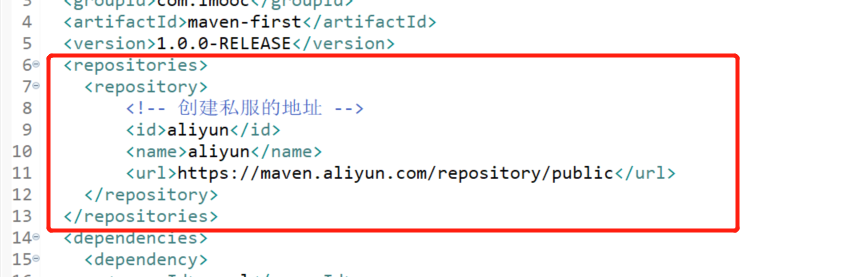 3 <groupId>com.imooc</groupId>
4 <artifactId>maven-first</artifactId>
5 <version>1.0.0-RELEASE</version>
6 <repositories>
7 <repository>
8 <!-- 创建私服的地址 -->
9 <id>aliyun</id>
10 <name>aliyun</name>
11 <url>https://maven.aliyun.com/repository/public</url>
12 </repository>
13 </repositories>
14 <dependencies>
15 <dependency>